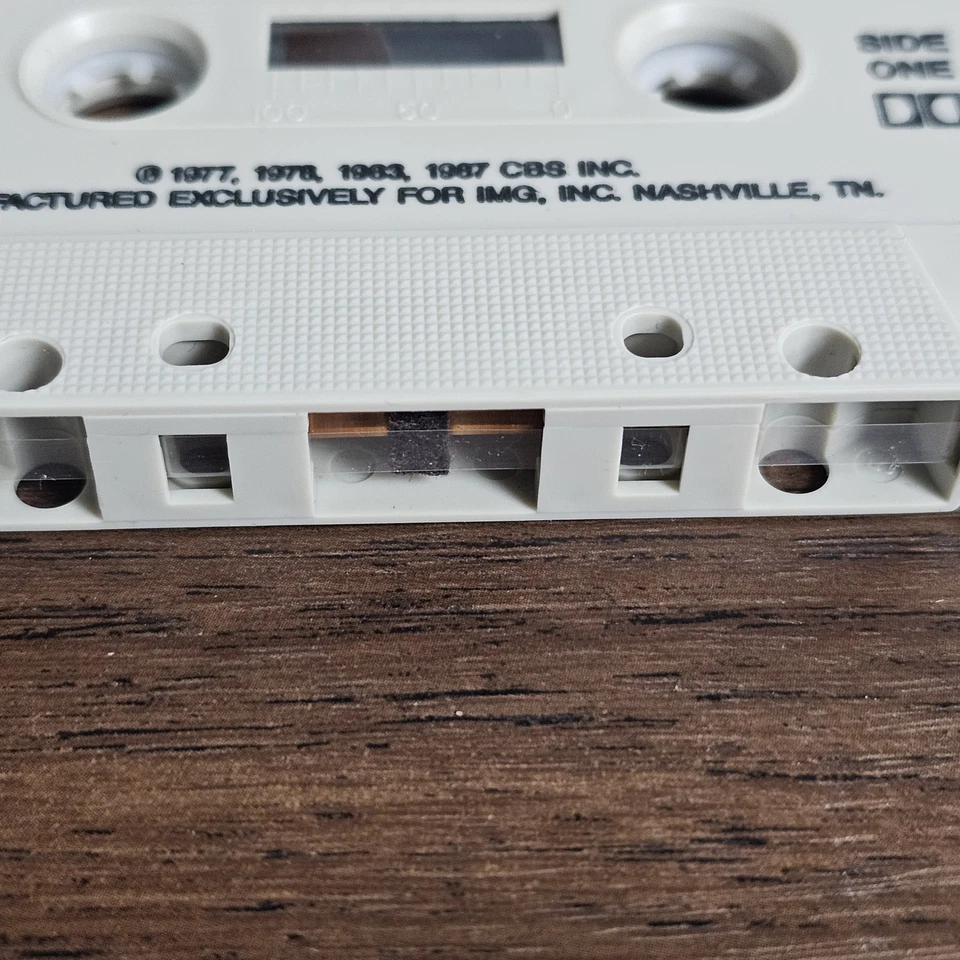 SIDE
ONE
100 50 0
℗ 1977, 1978, 1983, 1987 CBS INC.
FACTURED EXCLUSIVELY FOR IMG, INC. NASHVILLE, TN.